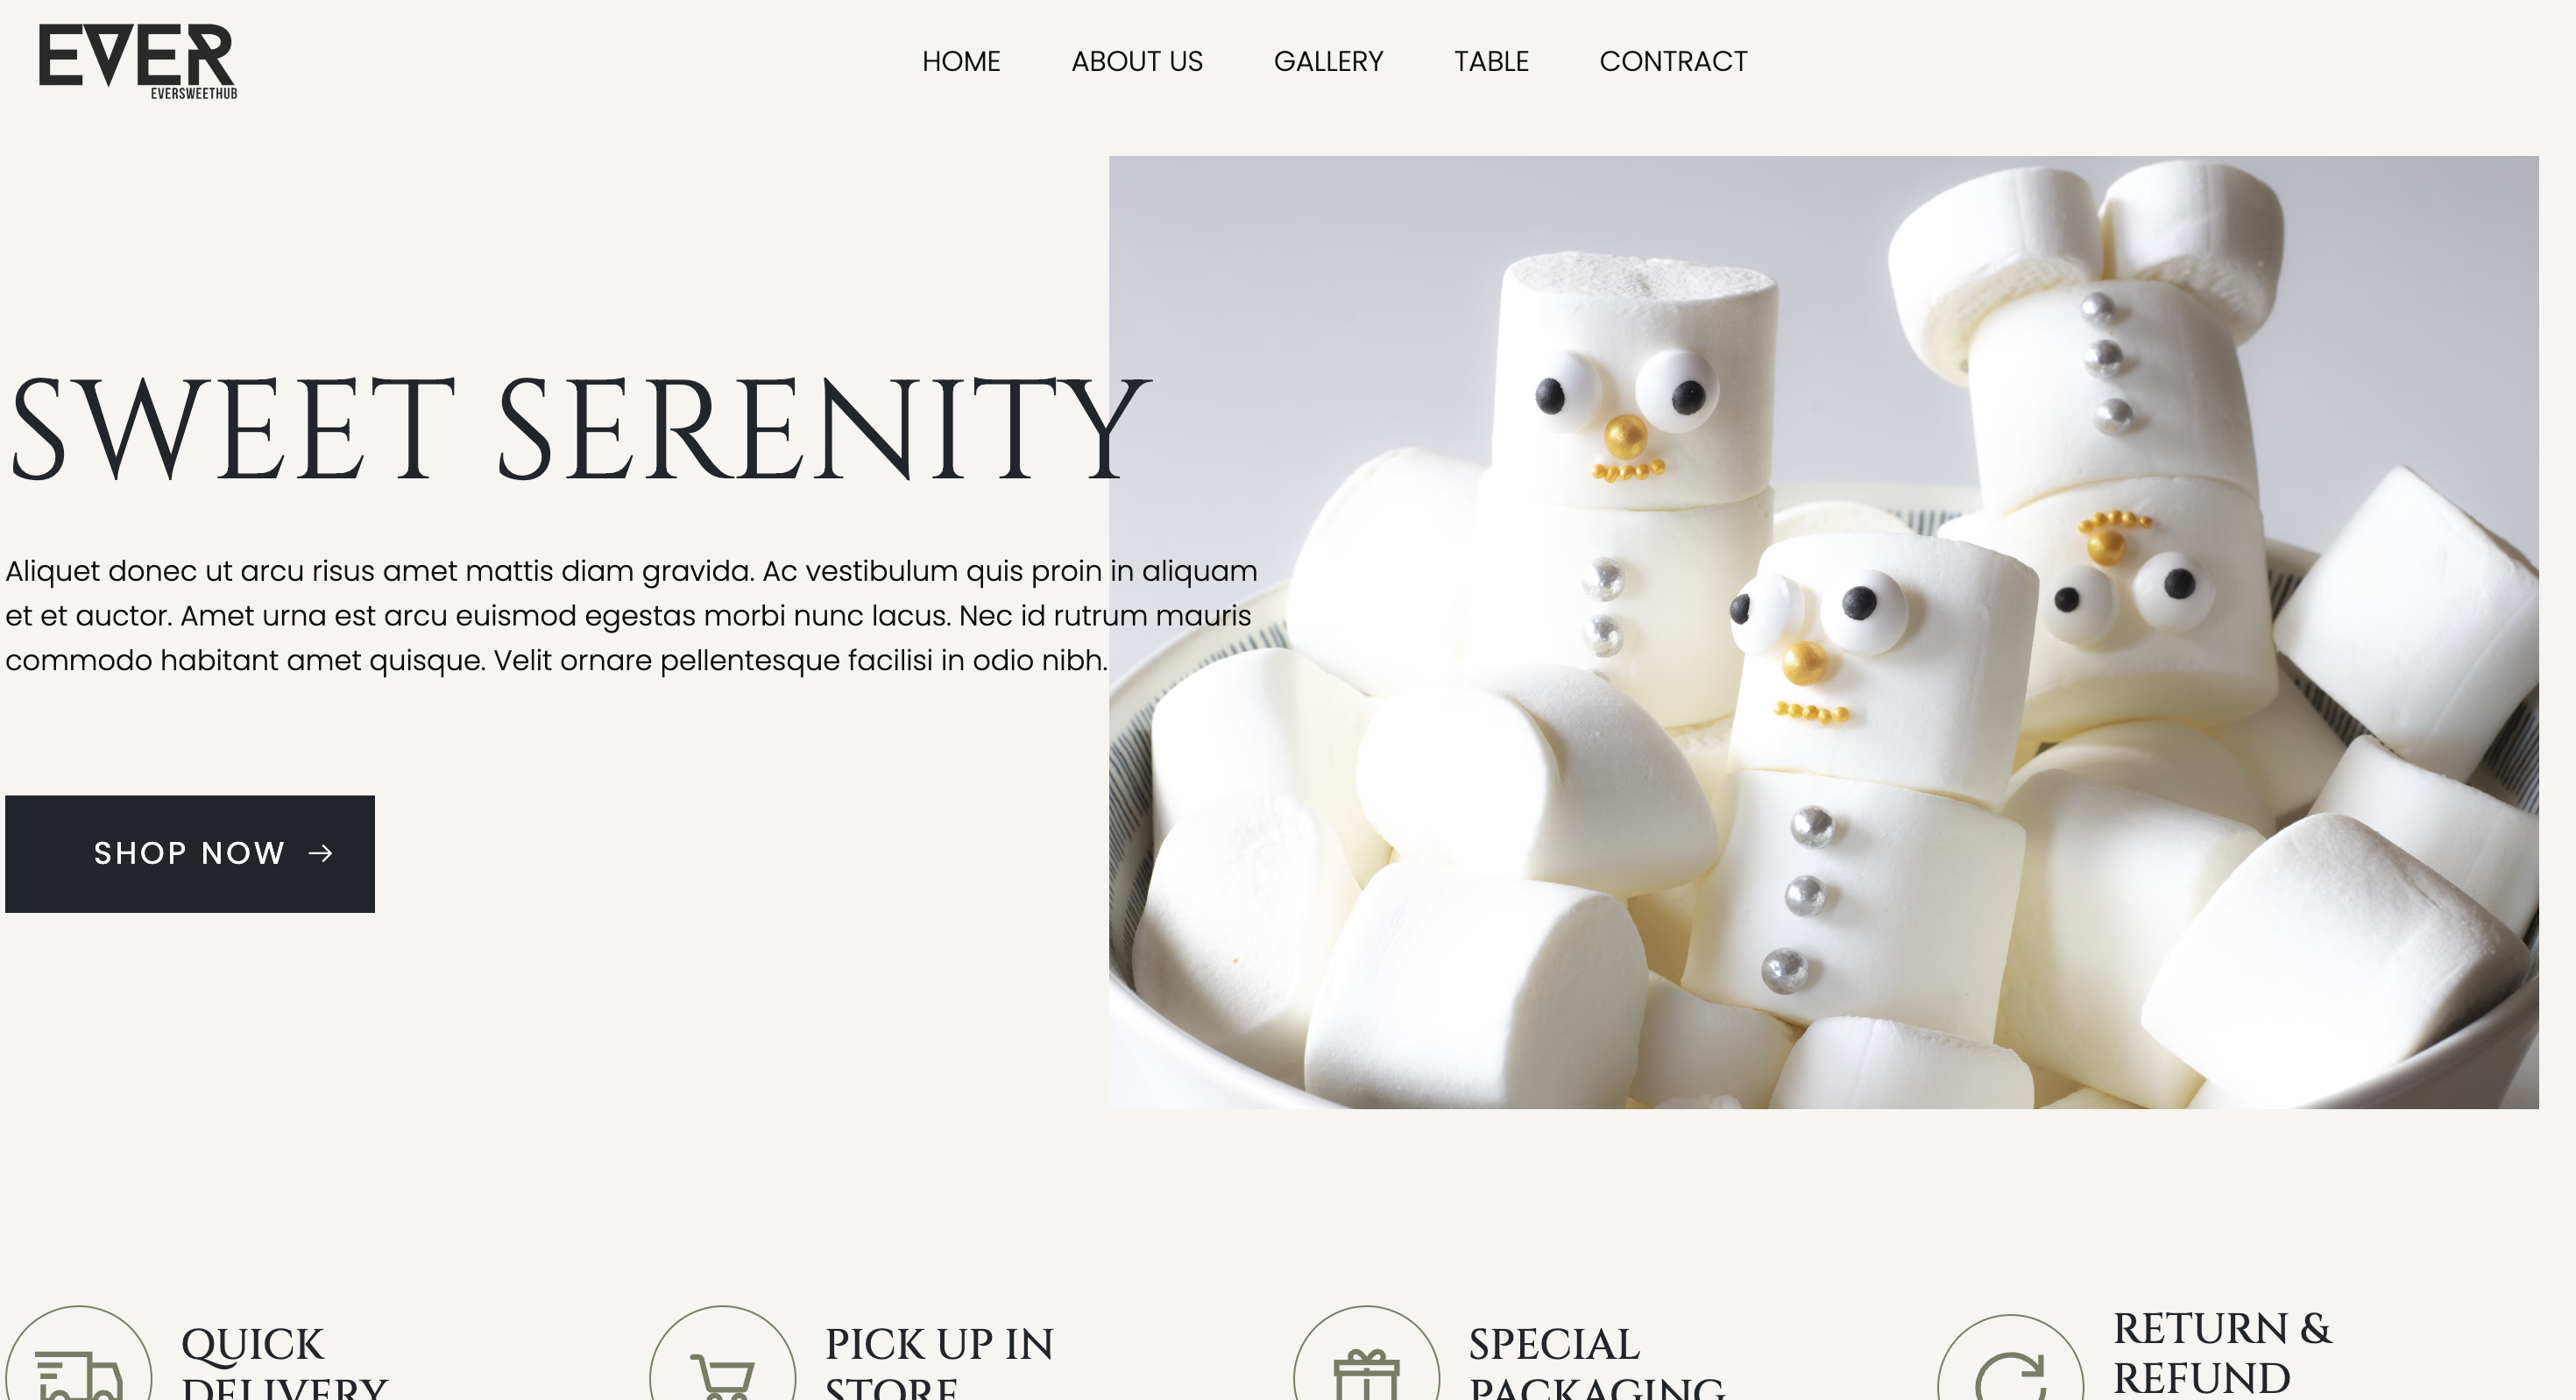 EVER
EVERSWEETHUB
HOME ABOUT US GALLERY TABLE CONTRACT
SWEET SERENITY
Aliquet donec ut arcu risus amet mattis diam gravida. Ac vestibulum quis proin in aliquam
et et auctor. Amet urna est arcu euismod egestas morbi nunc lacus. Nec id rutrum mauris
commodo habitant amet quisque. Velit ornare pellentesque facilisi in odio nibh.
SHOP NOW →
QUICK
DELIVERY
PICK UP IN
STORE
SPECIAL
PACKAGING
RETURN &
REFUND